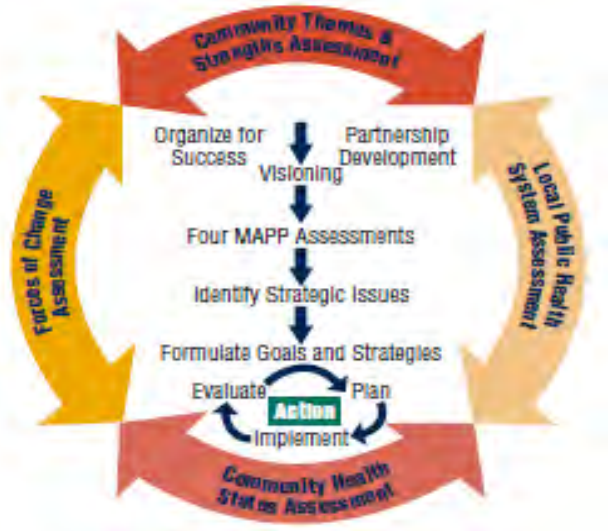 Community Themes &
Strengths Assessment
Organize for
Success
Partnership
Development
Visioning
Four MAPP Assessments
Identify Strategic Issues
Formulate Goals and Strategies
Evaluate
Plan
Action
Implement
Forces of Change
Assessment
Local Public Health
System Assessment
Community Health
Status Assessment